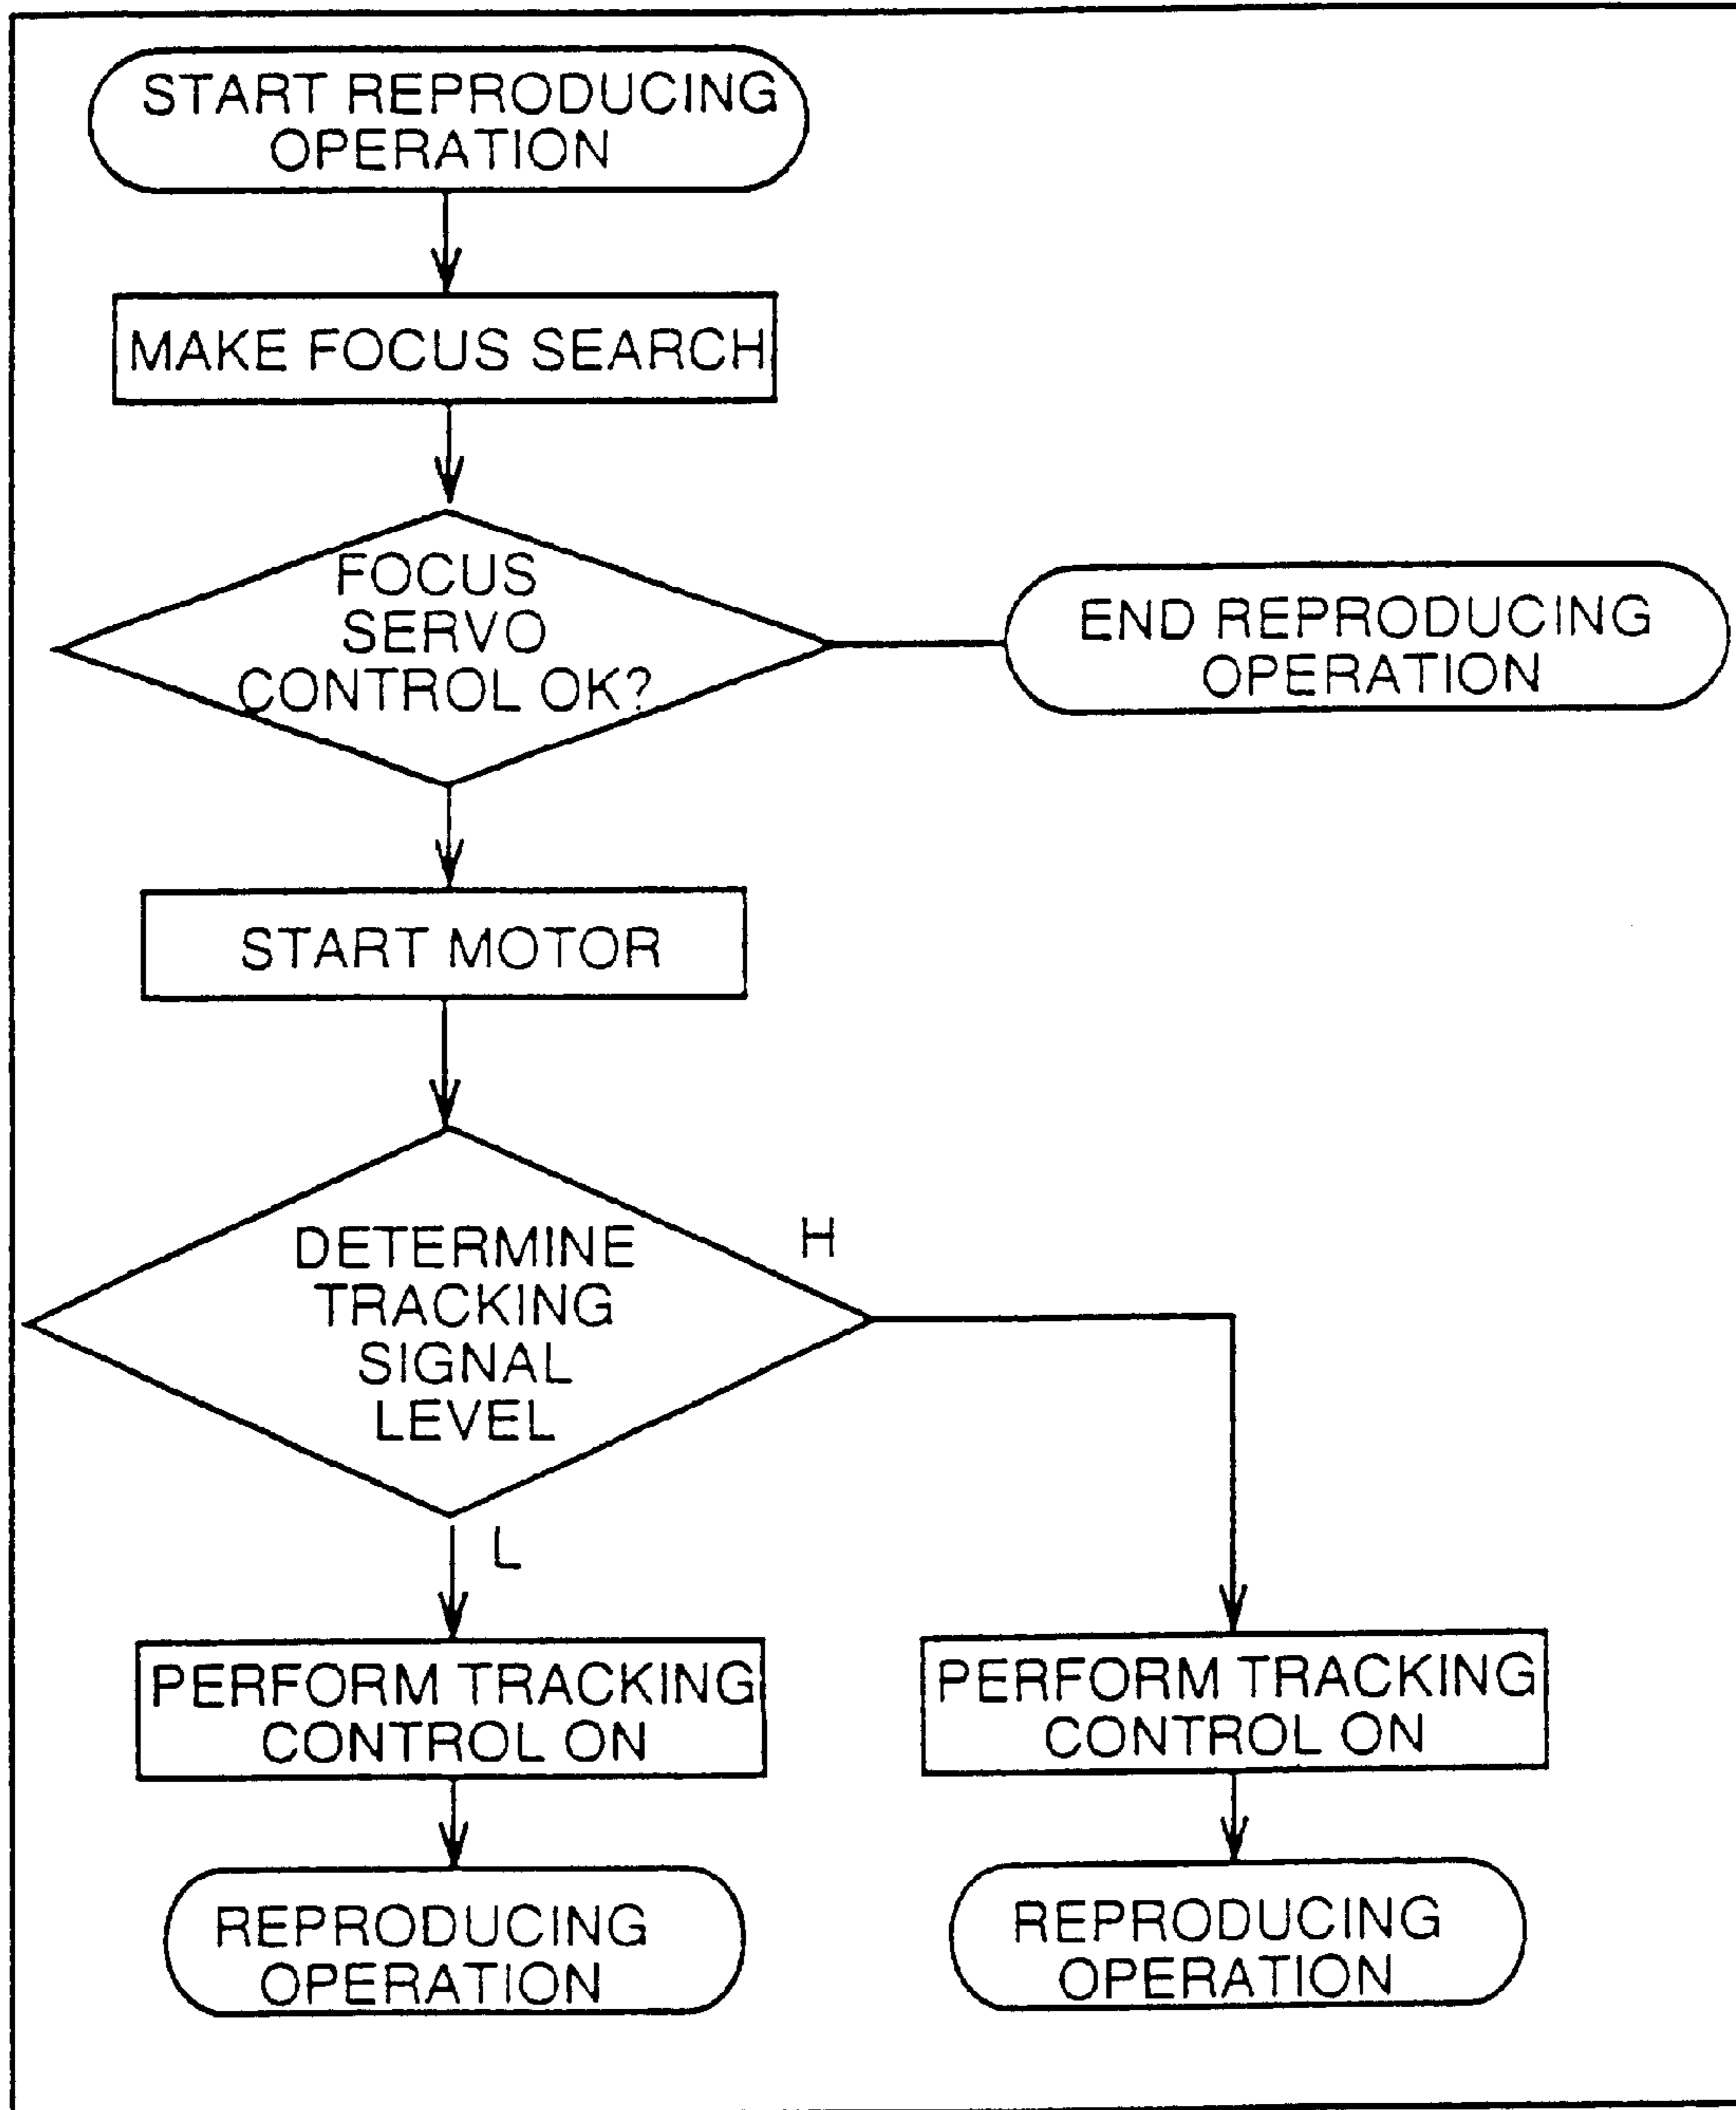 START REPRODUCING
OPERATION
MAKE FOCUS SEARCH
FOCUS
SERVO
CONTROL OK?
END REPRODUCING
OPERATION
START MOTOR
DETERMINE
TRACKING
SIGNAL
LEVEL
H
L
PERFORM TRACKING
CONTROL ON
PERFORM TRACKING
CONTROL ON
REPRODUCING
OPERATION
REPRODUCING
OPERATION